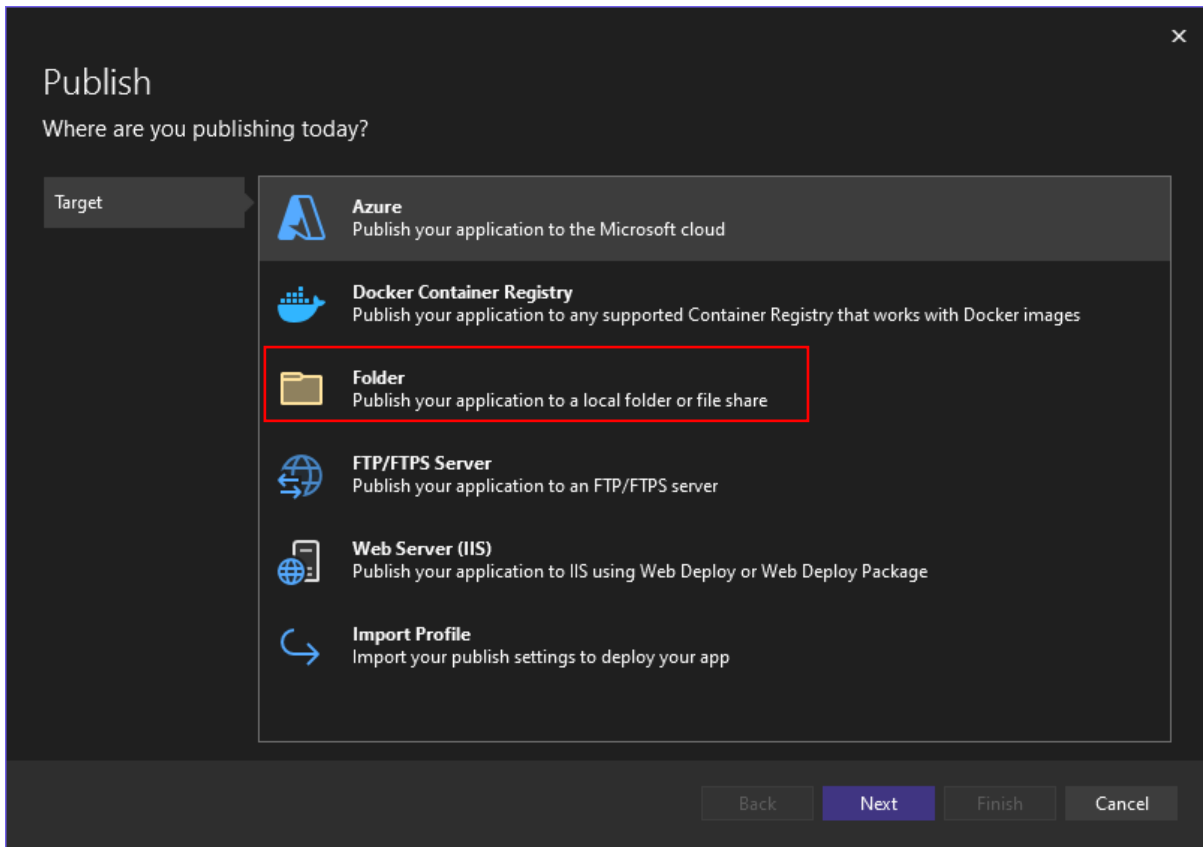 Publish
Where are you publishing today?
Target
Azure
Publish your application to the Microsoft cloud
Docker Container Registry
Publish your application to any supported Container Registry that works with Docker images
Folder
Publish your application to a local folder or file share
FTP/FTPS Server
Publish your application to an FTP/FTPS server
Web Server (IIS)
Publish your application to IIS using Web Deploy or Web Deploy Package
Import Profile
Import your publish settings to deploy your app
Back Next Finish Cancel